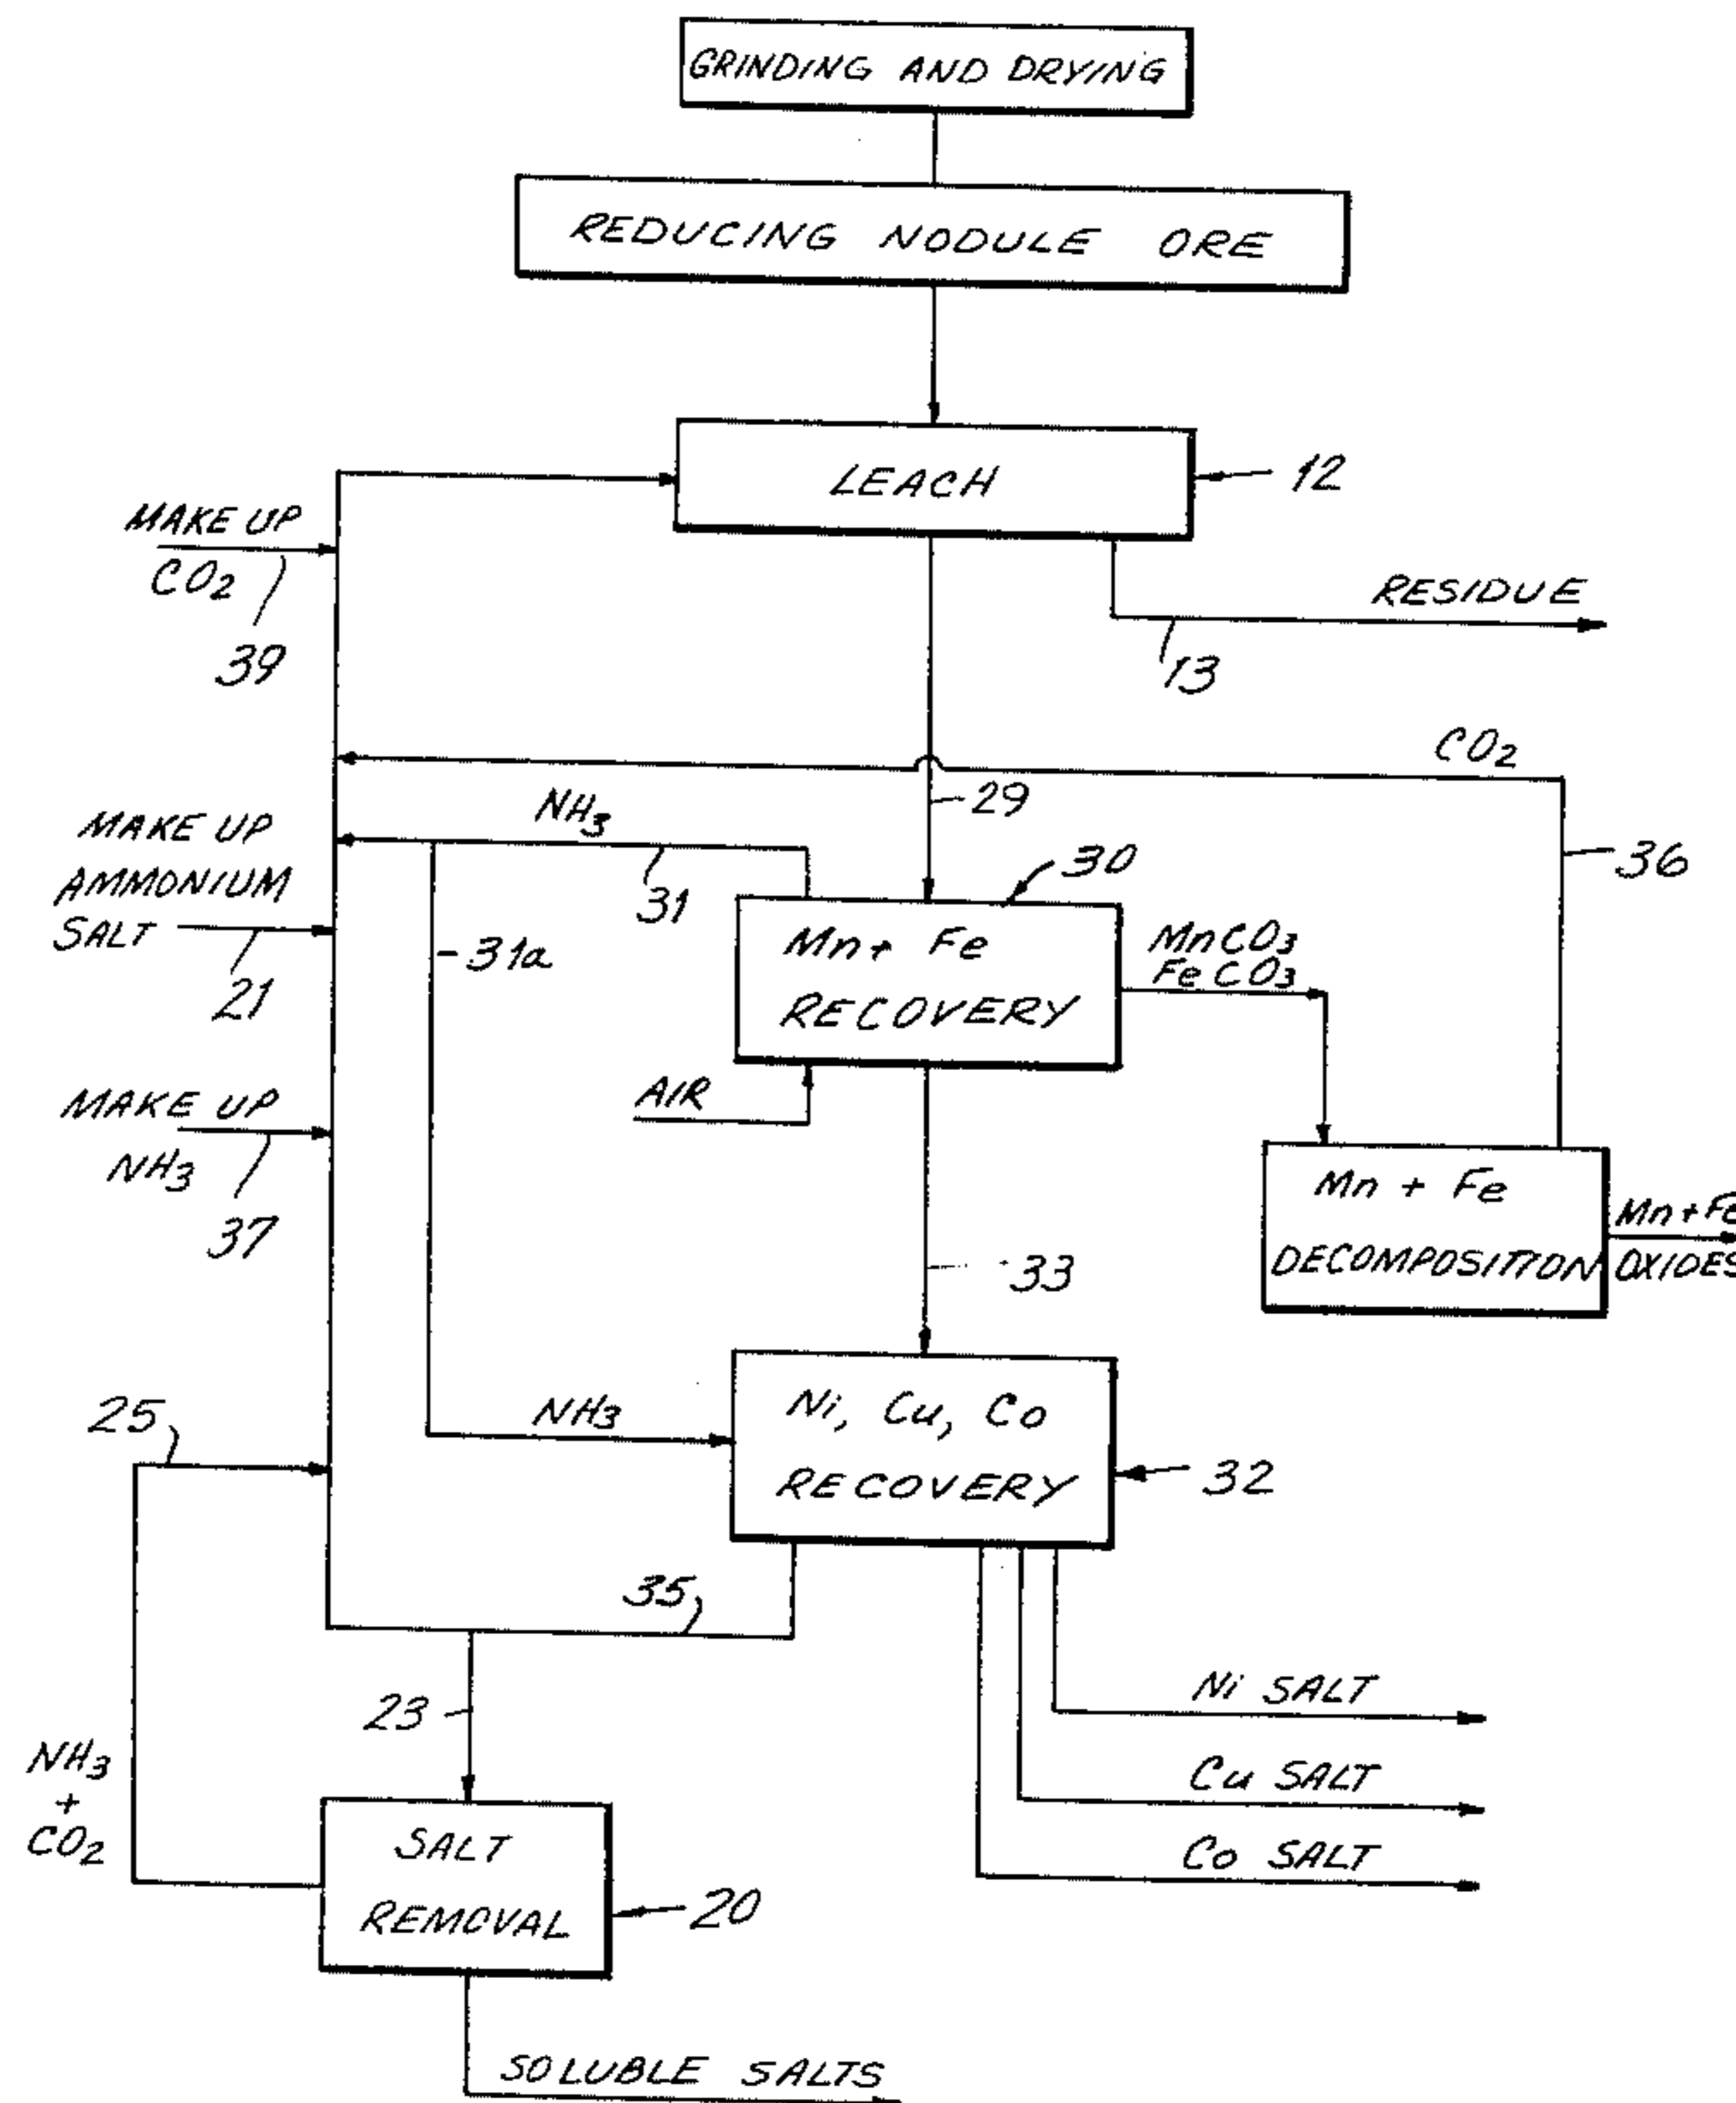 GRINDING AND DRYING
REDUCING NODULE ORE
LEACH
12
MAKE UP
CO2
39
RESIDUE
13
CO2
29
NH3
MAKE UP
AMMONIUM
SALT
21
31
30
36
31a
Mn + Fe
RECOVERY
MnCO3
FeCO3
AIR
MAKE UP
NH3
37
Mn + Fe
DECOMPOSITION
Mn + Fe
OXIDES
33
25
NH3
Ni, Cu, Co
RECOVERY
32
35
23
Ni SALT
Cu SALT
Co SALT
NH3
+
CO2
SALT
REMOVAL
20
SOLUBLE SALTS